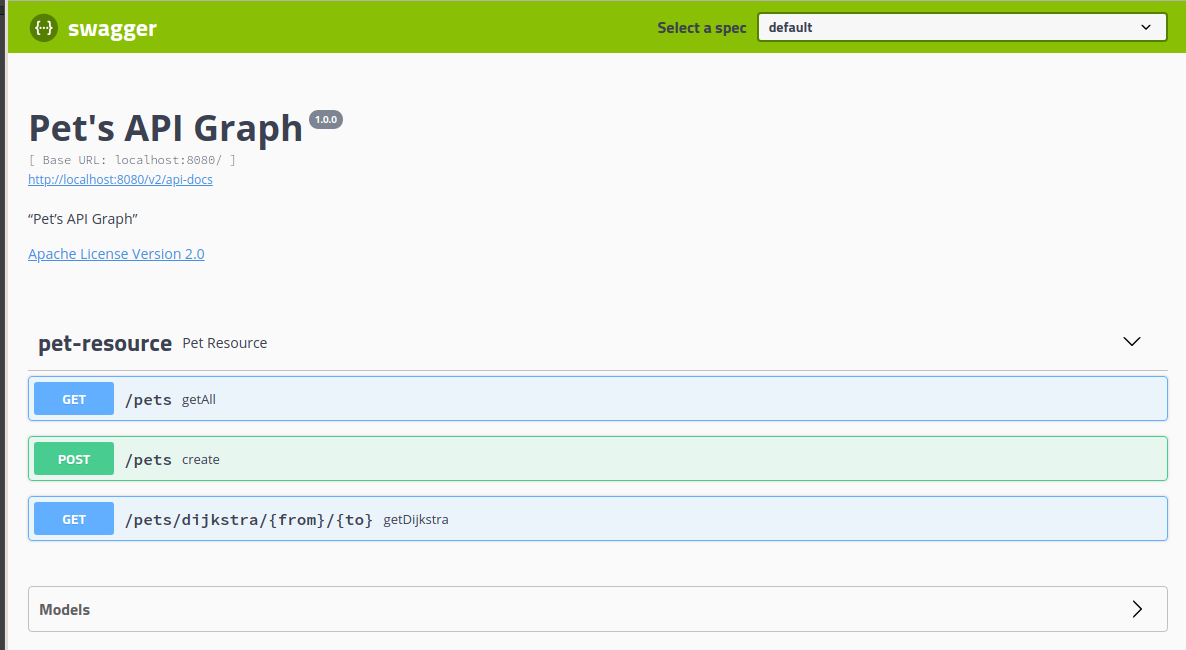 {··} swagger Select a spec default
Pet's API Graph 1.0.0
[ Base URL: localhost:8080/ ]
http://localhost:8080/v2/api-docs
“Pet’s API Graph”
Apache License Version 2.0
pet-resource Pet Resource
GET /pets getAll
POST /pets create
GET /pets/dijkstra/{from}/{to} getDijkstra
Models